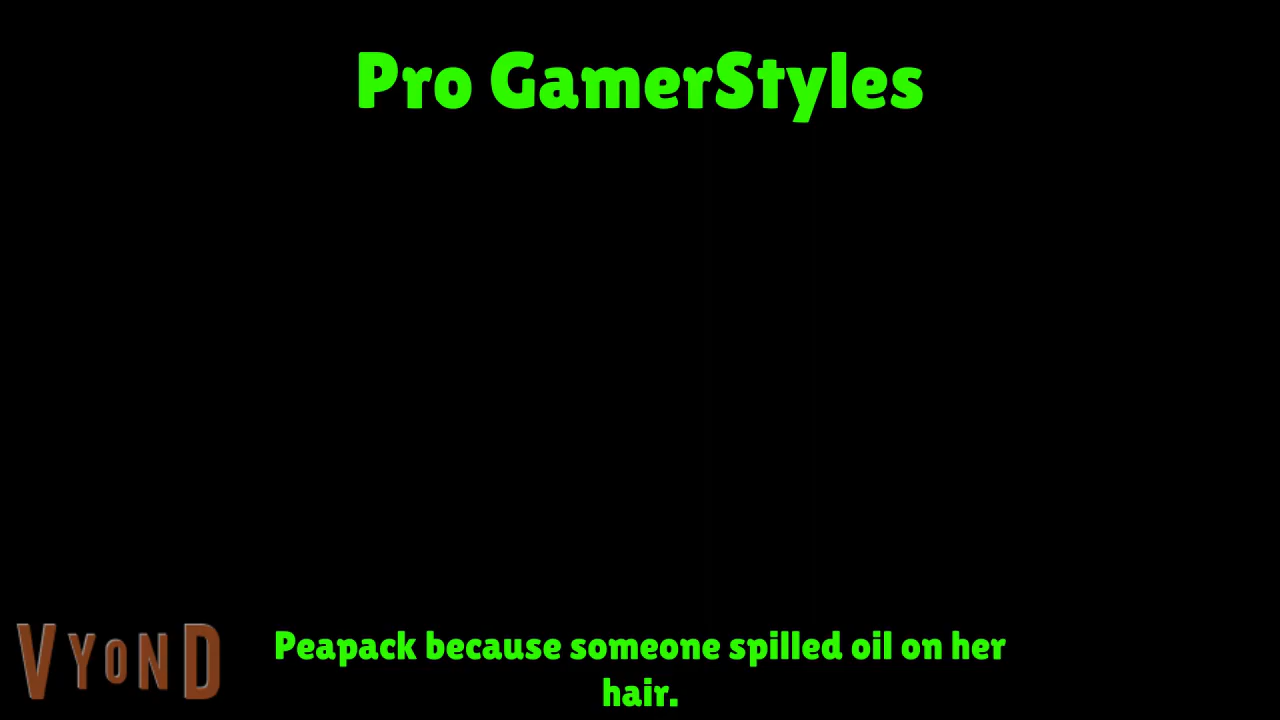 Pro GamerStyles
VYOND
Peapack because someone spilled oil on her
hair.